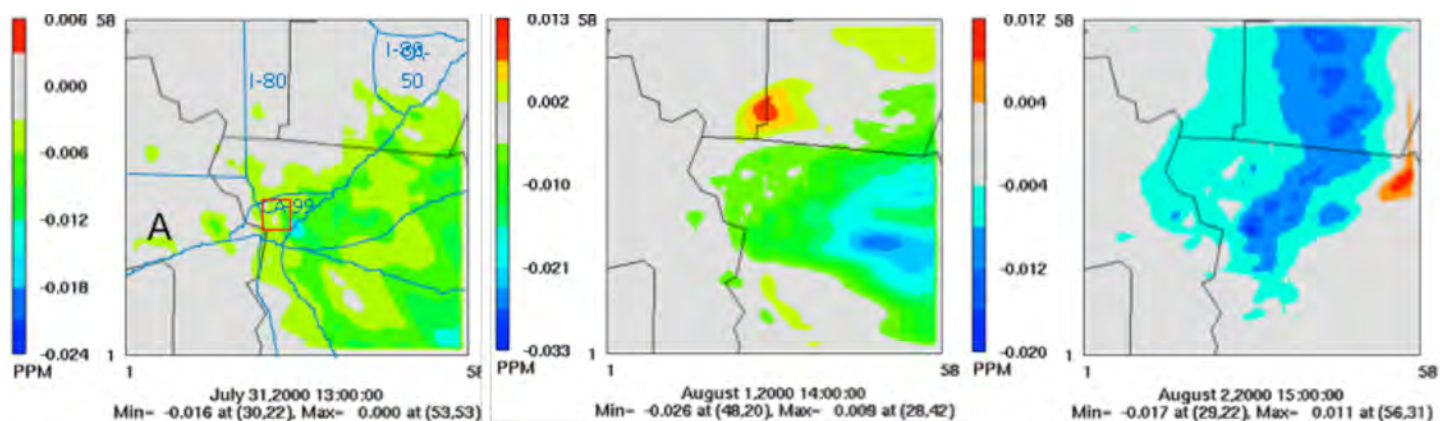 0.006
0.000
-0.006
-0.012
-0.018
-0.024
PPM
58
1
58
I-80
50
I-80
A-99
A
July 31,2000 13:00:00
Min= -0.016 at (30,22), Max= 0.000 at (53,53)
0.013
0.002
-0.010
-0.021
-0.033
PPM
58
1
58
August 1,2000 14:00:00
Min= -0.026 at (48,20), Max= 0.009 at (28,42)
0.012
0.004
-0.004
-0.012
-0.020
PPM
58
1
58
August 2,2000 15:00:00
Min= -0.017 at (29,22), Max= 0.011 at (56,31)